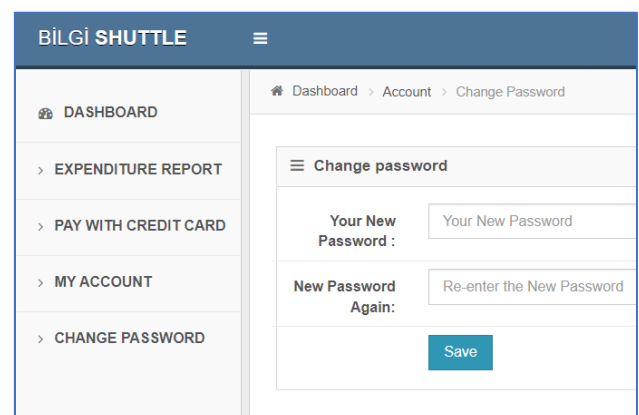 BİLGİ SHUTTLE
DASHBOARD
EXPENDITURE REPORT
PAY WITH CREDIT CARD
MY ACCOUNT
CHANGE PASSWORD
Dashboard > Account > Change Password
Change password
Your New
Password :
Your New Password
New Password
Again:
Re-enter the New Password
Save